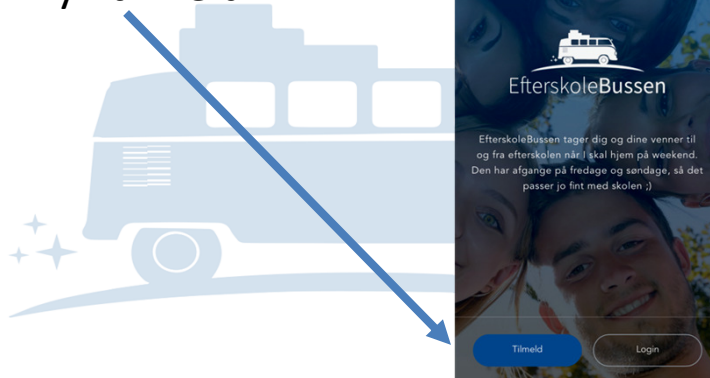 EfterskoleBussen
EfterskoleBussen tager dig og dine venner til
og fra efterskolen når I skal hjem på weekend.
Den har afgange på fredage og søndage, så det
passer jo fint med skolen ;)
Tilmeld
Login